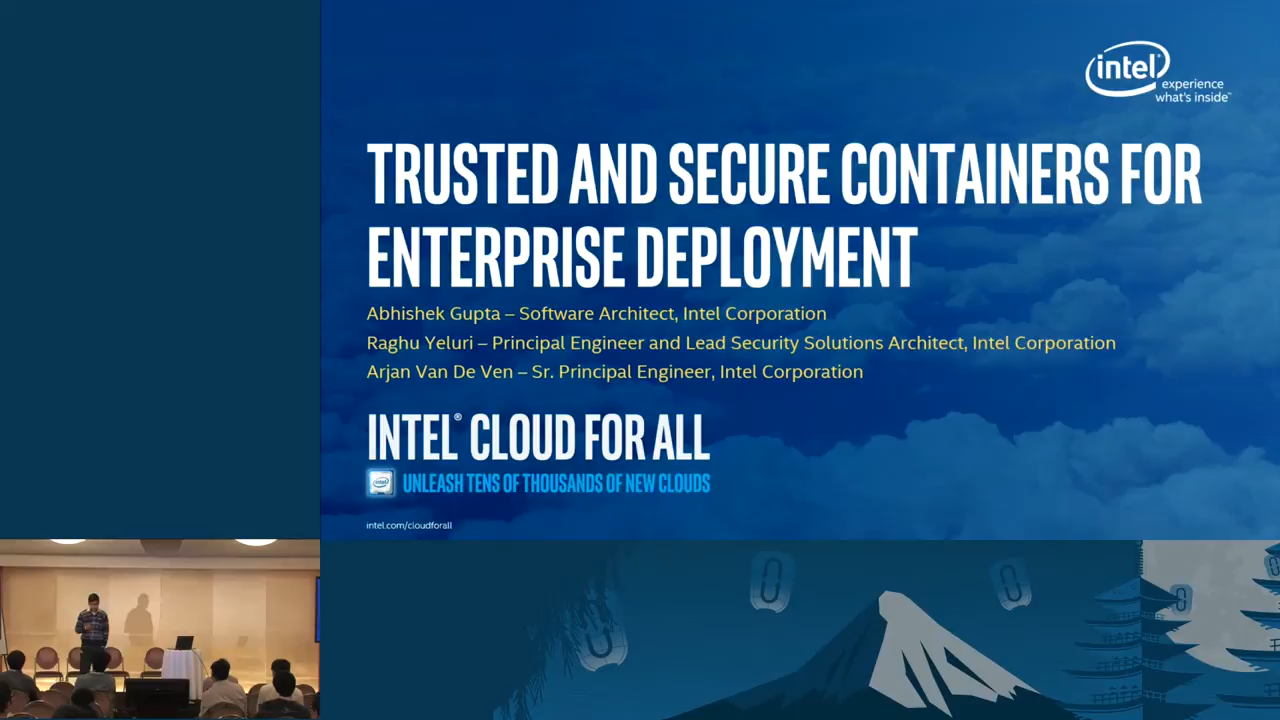 intel
experience
what's inside™
TRUSTED AND SECURE CONTAINERS FOR
ENTERPRISE DEPLOYMENT
Abhishek Gupta – Software Architect, Intel Corporation
Raghu Yeluri – Principal Engineer and Lead Security Solutions Architect, Intel Corporation
Arjan Van De Ven – Sr. Principal Engineer, Intel Corporation
INTEL® CLOUD FOR ALL
intel
UNLEASH TENS OF THOUSANDS OF NEW CLOUDS
intel.com/cloudforall